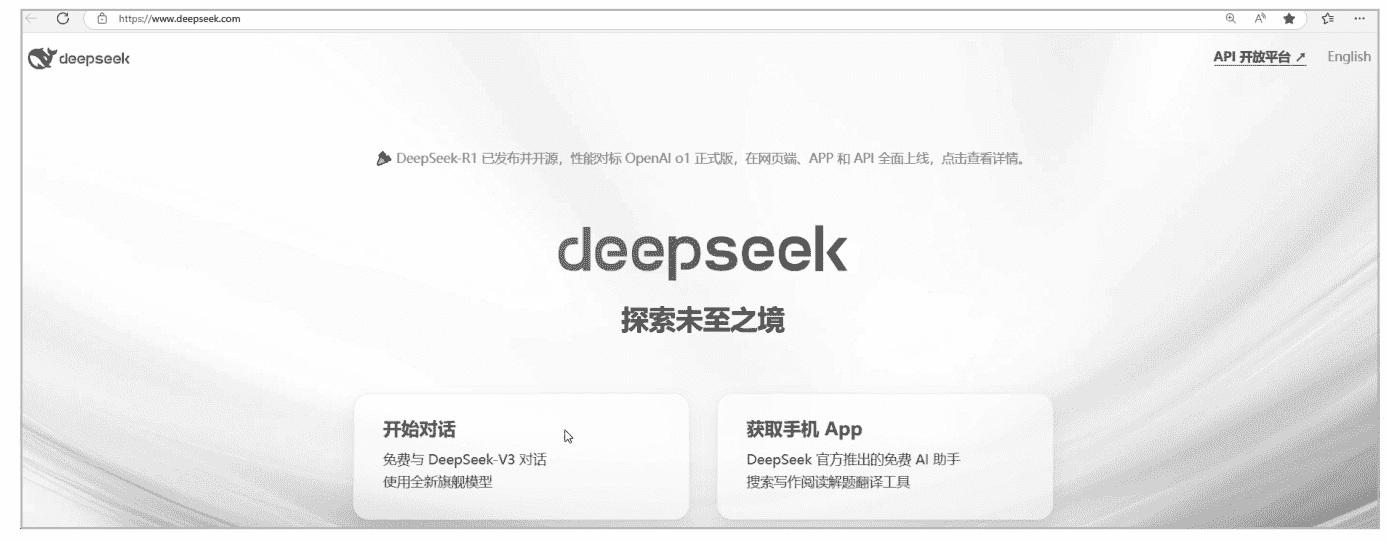 https://www.deepseek.com
deepseek
API 开放平台 ↗ English
DeepSeek-R1 已发布并开源，性能对标 OpenAI o1 正式版，在网页端、APP 和 API 全面上线，点击查看详情。
deepseek
探索未至之境
开始对话
免费与 DeepSeek-V3 对话
使用全新旗舰模型
获取手机 App
DeepSeek 官方推出的免费 AI 助手
搜索写作阅读解题翻译工具